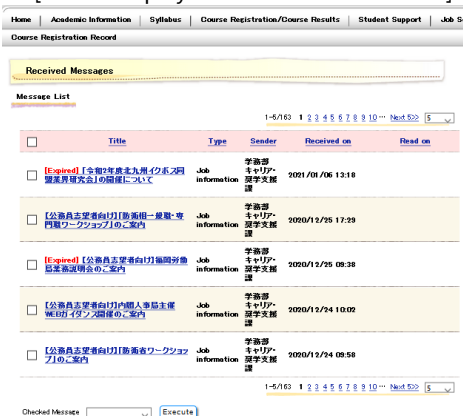 Home | Academic Information | Syllabus | Course Registration/Course Results | Student Support | Job S
Course Registration Record
Received Messages
Message List
1-5/163 1 2 3 4 5 6 7 8 9 10 … Next 5>> 5
Title Type Sender Received on Read on
[Expired]「令和2年度北九州イクボス同
盟業界研究会」の開催について
Job
information
学務部
キャリア・
奨学支援
課
2021/01/06 13:18
【公務員志望者向け】「防衛相一般職・専
門職ワークショップ」のご案内
Job
information
学務部
キャリア・
奨学支援
課
2020/12/25 17:29
[Expired]【公務員志望者向け】福岡労働
局業務説明会のご案内
Job
information
学務部
キャリア・
奨学支援
課
2020/12/25 09:38
【公務員志望者向け】内閣人事局主催
WEBガイダンス開催のご案内
Job
information
学務部
キャリア・
奨学支援
課
2020/12/24 10:02
【公務員志望者向け】「防衛省ワークショッ
プ」のご案内
Job
information
学務部
キャリア・
奨学支援
課
2020/12/24 09:58
1-5/163 1 2 3 4 5 6 7 8 9 10 … Next 5>> 5
Checked Message Execute